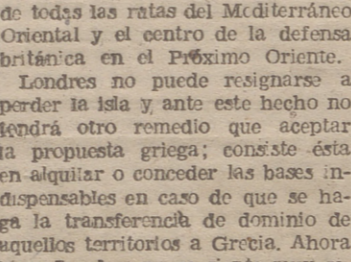 de todas las rutas del Mediterráneo
Oriental y el centro de la defensa
británica en el Próximo Oriente.
Londres no puede resignarse a
perder la isla y ante este hecho no
tendrá otro remedio que aceptar
la propuesta griega; consiste ésta
en alquilar o conceder las bases in-
dispensables en caso de que se ha-
ga la transferencia de dominio de
aquellos territorios a Grecia. Ahora